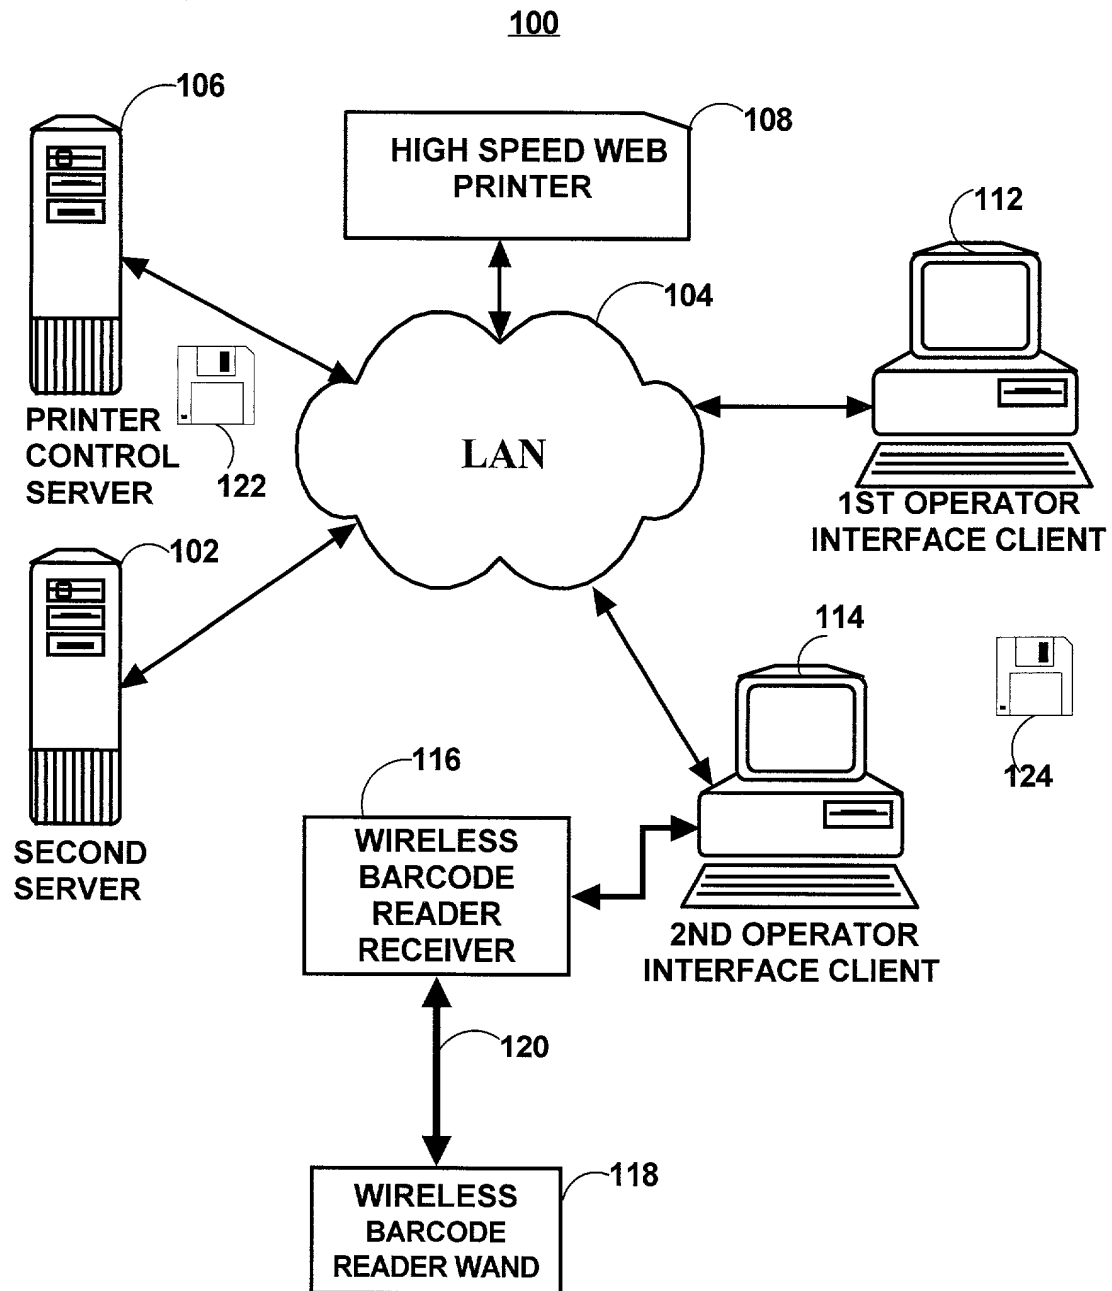 100
106
108
HIGH SPEED WEB
PRINTER
112
104
LAN
PRINTER
CONTROL
SERVER
122
1ST OPERATOR
INTERFACE CLIENT
102
114
124
116
SECOND
SERVER
WIRELESS
BARCODE
READER
RECEIVER
2ND OPERATOR
INTERFACE CLIENT
120
118
WIRELESS
BARCODE
READER WAND